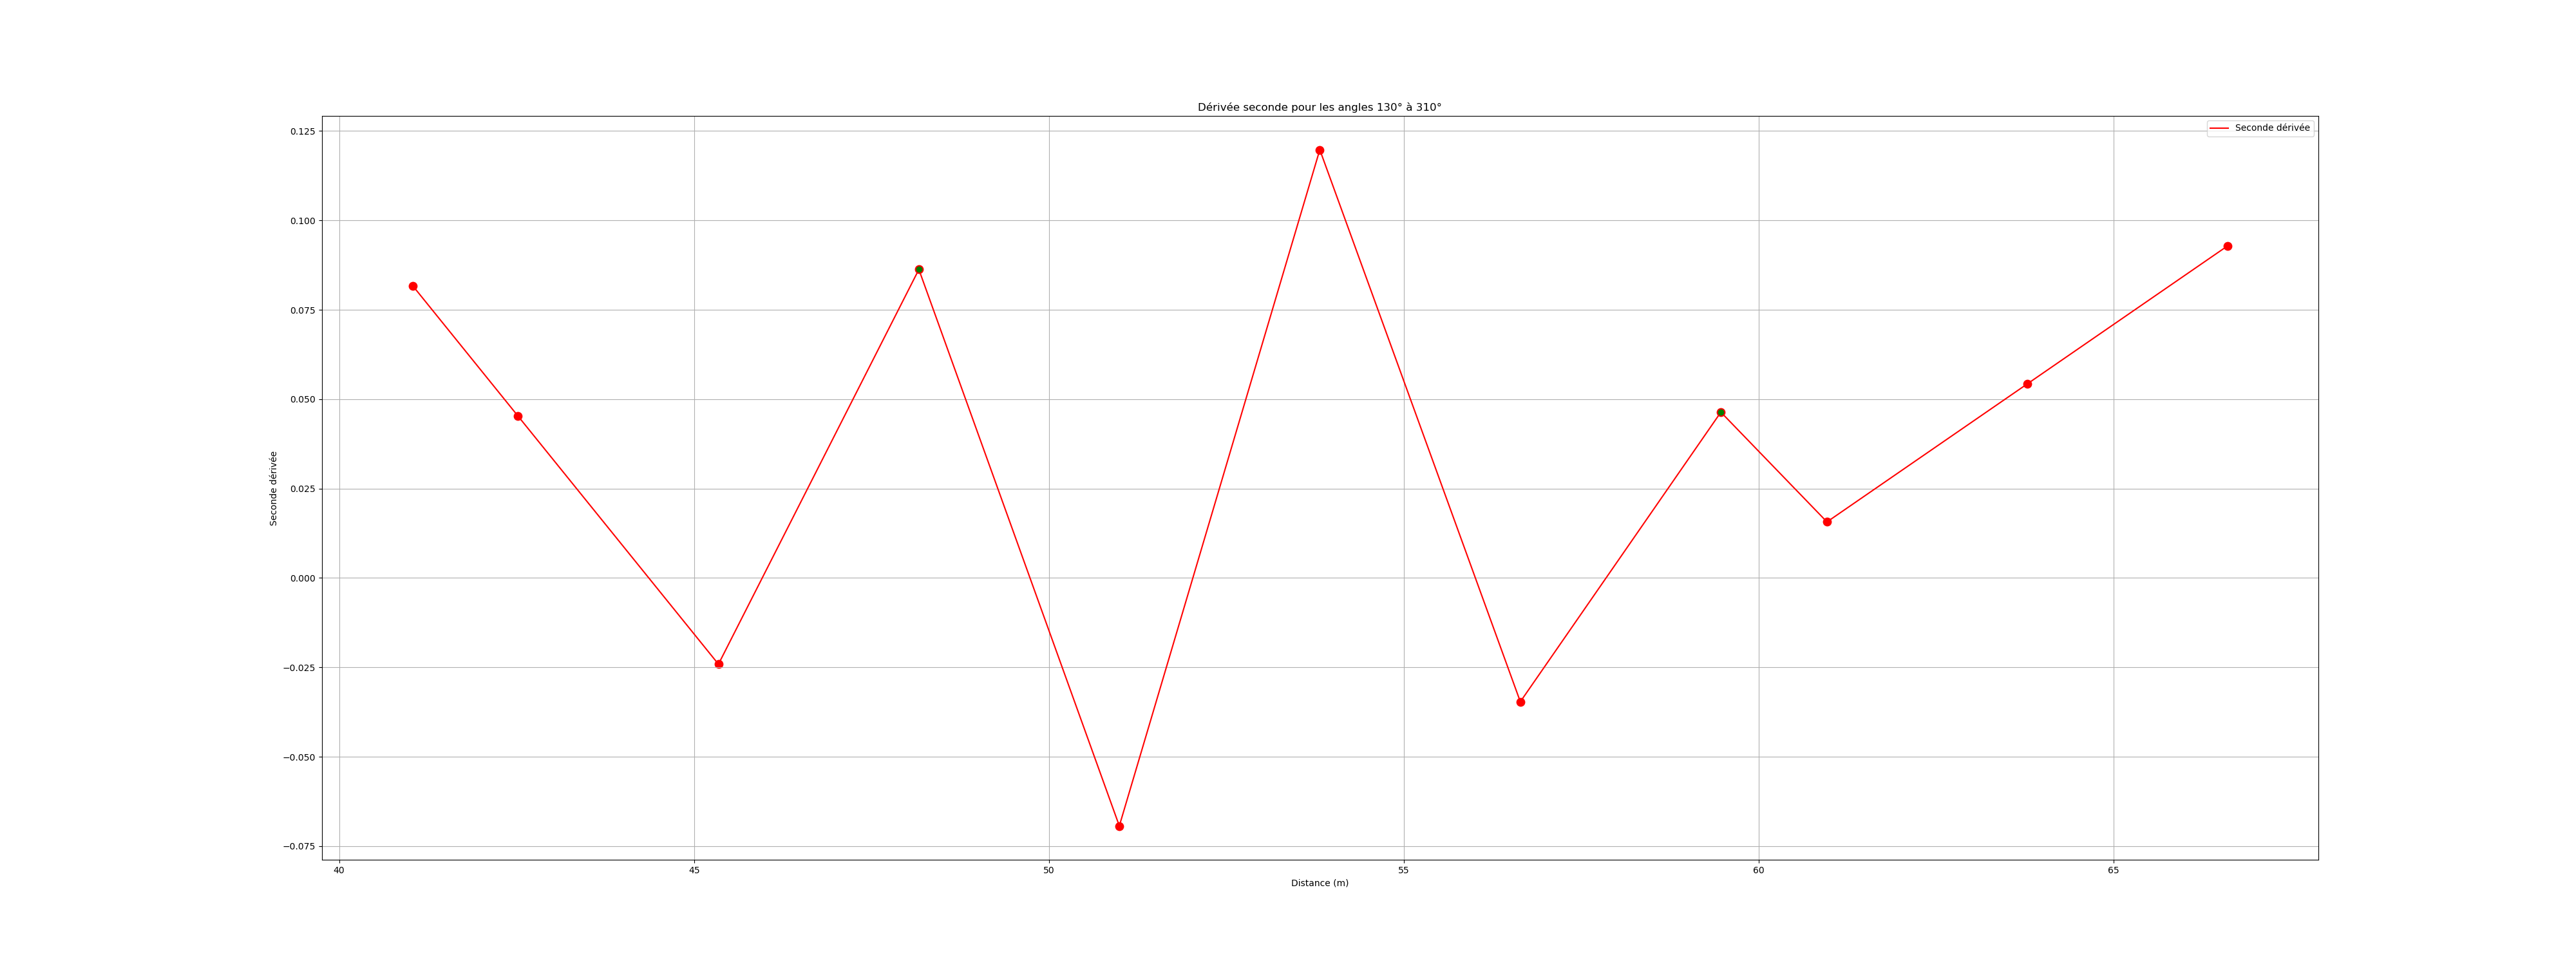 Dérivée seconde pour les angles 130° à 310°
Seconde dérivée
0.125
0.100
0.075
0.050
0.025
0.000
−0.025
−0.050
−0.075
Seconde dérivée
40 45 50 55 60 65
Distance (m)